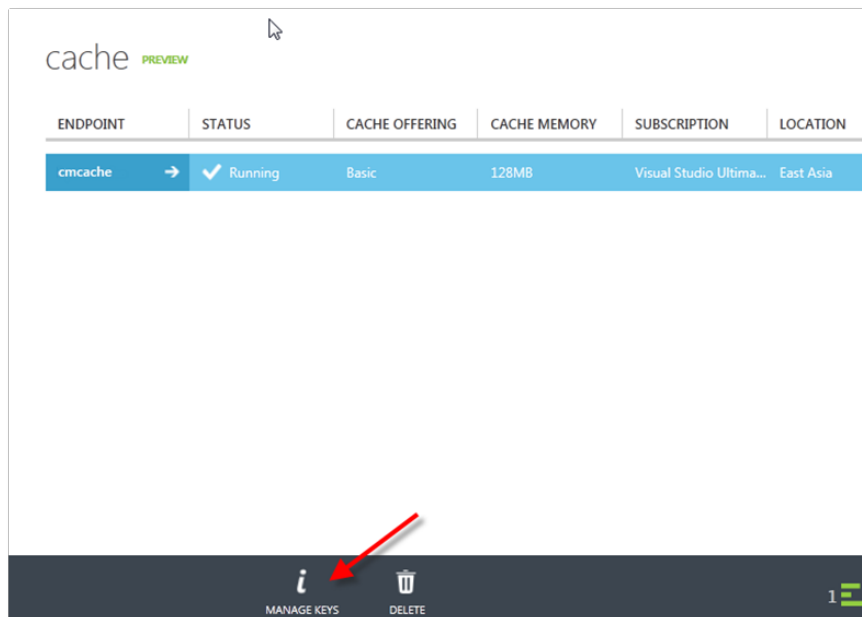 cache PREVIEW
ENDPOINT STATUS CACHE OFFERING CACHE MEMORY SUBSCRIPTION LOCATION
cmcache Running Basic 128MB Visual Studio Ultima... East Asia
i
1
MANAGE KEYS DELETE